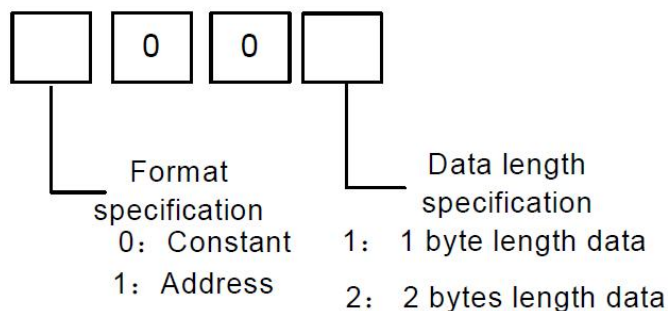 0 0
Format
specification
0: Constant
1: Address
Data length
specification
1: 1 byte length data
2: 2 bytes length data